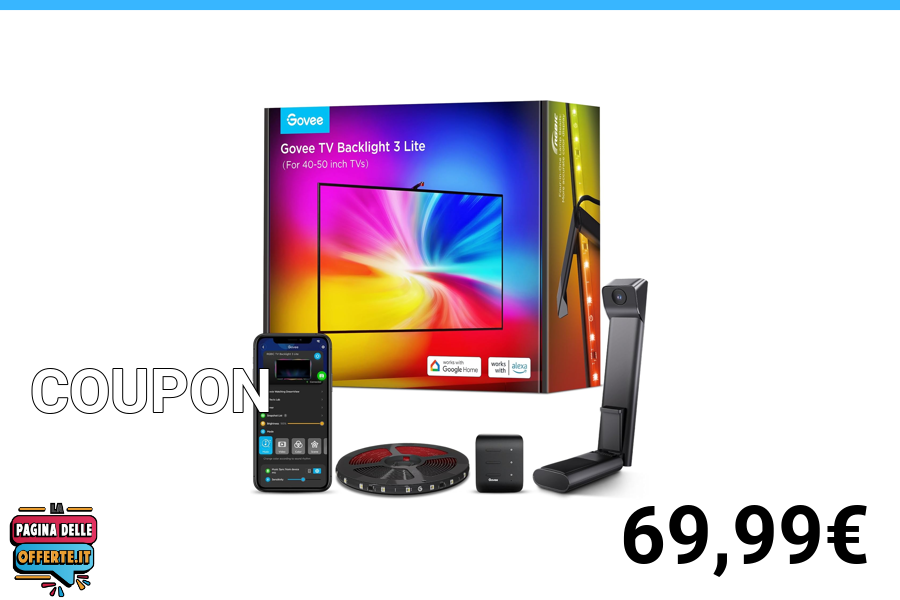 Govee
Govee TV Backlight 3 Lite
(For 40-50 inch TVs)
works with
Google Home
works
with
alexa
COUPON
Govee
LA
PAGINA DELLE
OFFERTE.IT
69,99€